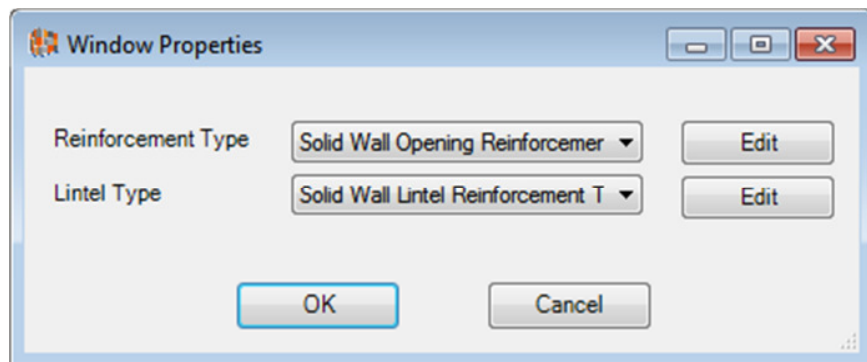 Window Properties
Reinforcement Type Solid Wall Opening Reinforcemer Edit
Lintel Type Solid Wall Lintel Reinforcement T Edit
OK Cancel